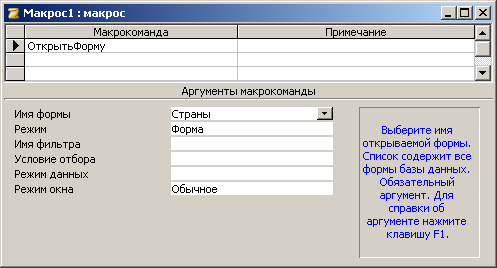 Макрос1 : макрос
Макрокоманда Примечание
ОткрытьФорму
Аргументы макрокоманды
Имя формы Страны
Режим Форма
Имя фильтра
Условие отбора
Режим данных
Режим окна Обычное
Выберите имя
открываемой формы.
Список содержит все
формы базы данных.
Обязательный
аргумент. Для
справки об
аргументе нажмите
клавишу F1.